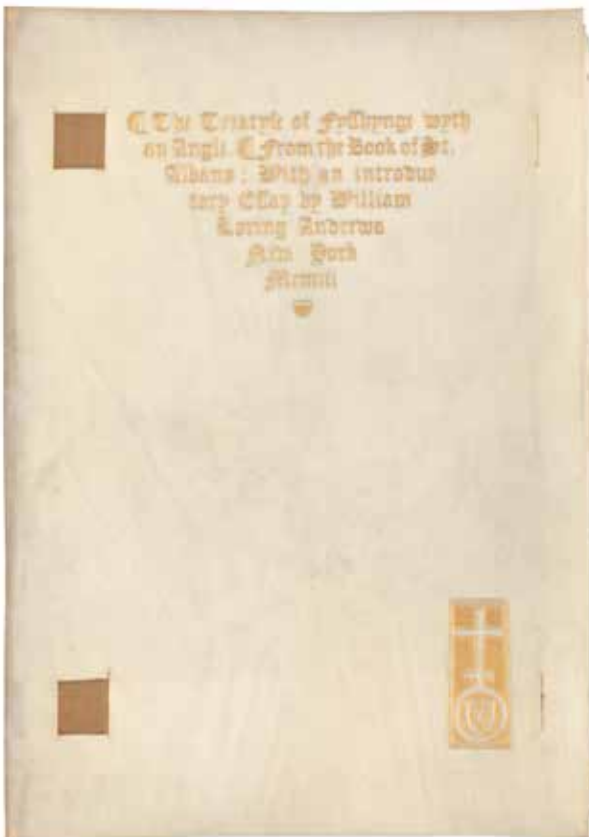 The Treatyse of Fysshynge wyth
an Angle From the Book of St.
Albans : With an introduc
tory Essay by William
Loring Andrews
New York